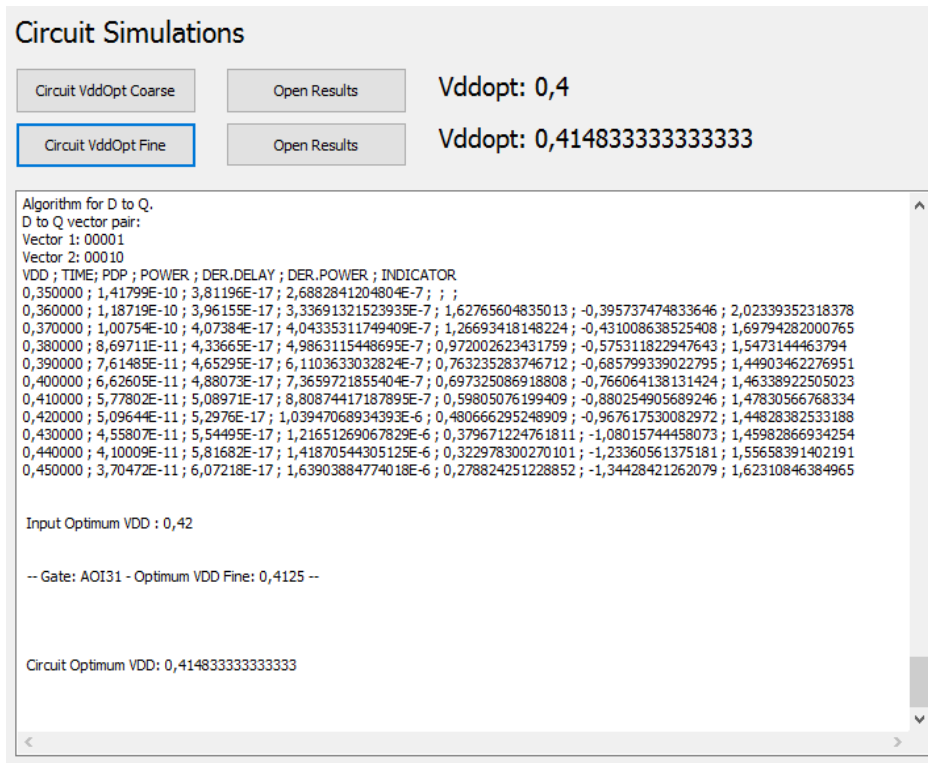 Circuit Simulations
Circuit VddOpt Coarse
Open Results
Vddopt: 0,4
Circuit VddOpt Fine
Open Results
Vddopt: 0,414833333333333
Algorithm for D to Q.
D to Q vector pair:
Vector 1: 00001
Vector 2: 00010
VDD ; TIME; PDP ; POWER ; DER.DELAY ; DER.POWER ; INDICATOR
0,350000 ; 1,41799E-10 ; 3,81196E-17 ; 2,6882841204804E-7 ; ; ;
0,360000 ; 1,18719E-10 ; 3,96155E-17 ; 3,33691321523935E-7 ; 1,62765604835013 ; -0,395737474833646 ; 2,02339352318378
0,370000 ; 1,00754E-10 ; 4,07384E-17 ; 4,04335311749409E-7 ; 1,26693418148224 ; -0,431008638525408 ; 1,69794282000765
0,380000 ; 8,69711E-11 ; 4,33665E-17 ; 4,9863115448695E-7 ; 0,972002623431759 ; -0,575311822947643 ; 1,5473144463794
0,390000 ; 7,61485E-11 ; 4,65295E-17 ; 6,1103633032824E-7 ; 0,763235283746712 ; -0,685799339022795 ; 1,44903462276951
0,400000 ; 6,62605E-11 ; 4,88073E-17 ; 7,3659721855404E-7 ; 0,697325086918808 ; -0,766064138131424 ; 1,46338922505023
0,410000 ; 5,77802E-11 ; 5,08971E-17 ; 8,80874417187895E-7 ; 0,59805076199409 ; -0,880254905689246 ; 1,47830566768334
0,420000 ; 5,09644E-11 ; 5,2976E-17 ; 1,03947068934393E-6 ; 0,480666295248909 ; -0,967617530082972 ; 1,44828382533188
0,430000 ; 4,55807E-11 ; 5,54495E-17 ; 1,21651269067829E-6 ; 0,379671224761811 ; -1,08015744458073 ; 1,45982866934254
0,440000 ; 4,10009E-11 ; 5,81682E-17 ; 1,41870544305125E-6 ; 0,322978300270101 ; -1,23360561375181 ; 1,55658391402191
0,450000 ; 3,70472E-11 ; 6,07218E-17 ; 1,63903884774018E-6 ; 0,278824251228852 ; -1,34428421262079 ; 1,62310846384965
Input Optimum VDD : 0,42
-- Gate: AOI31 - Optimum VDD Fine: 0,4125 --
Circuit Optimum VDD: 0,414833333333333